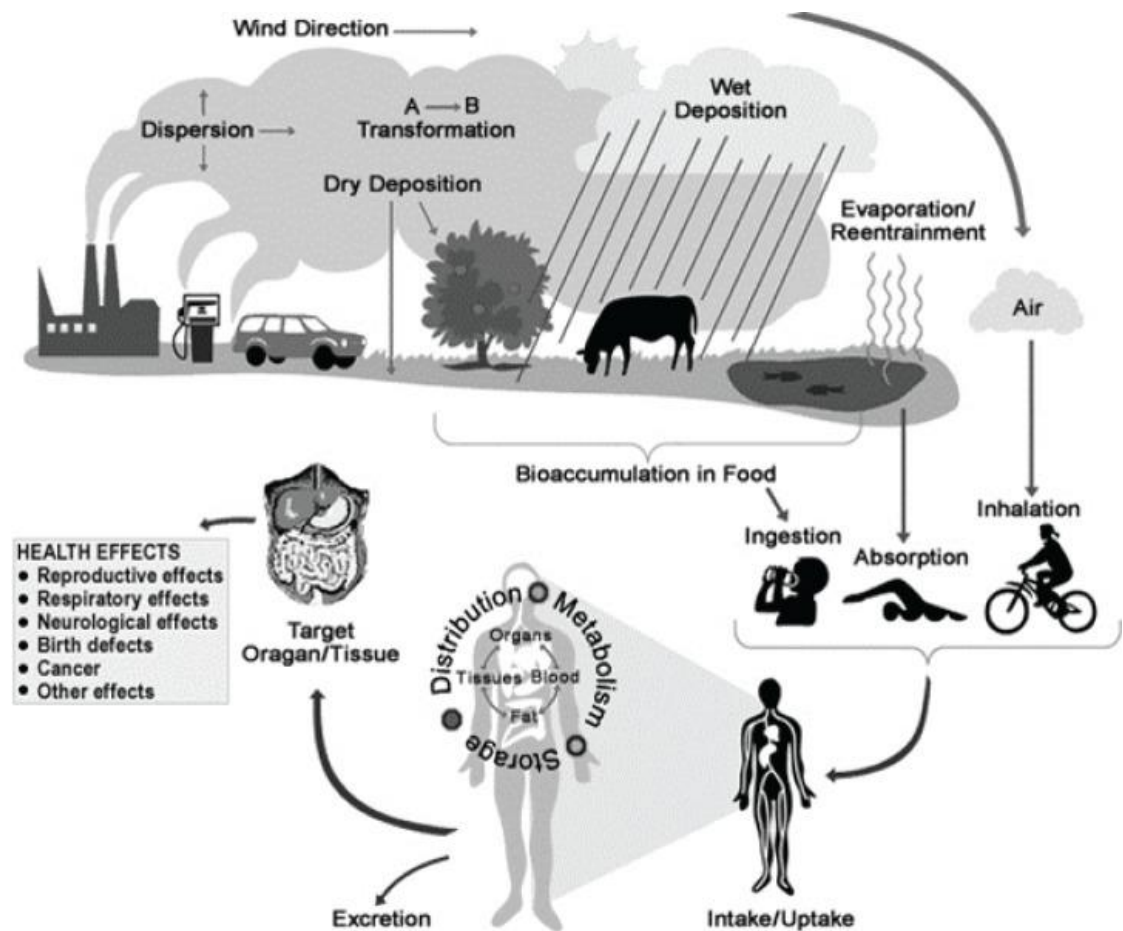 Wind Direction
Dispersion
A B
Transformation
Dry Deposition
Wet
Deposition
Evaporation/
Reentrainment
Air
Bioaccumulation in Food
Ingestion
Absorption
Inhalation
HEALTH EFFECTS
● Reproductive effects
● Respiratory effects
● Neurological effects
● Birth defects
● Cancer
● Other effects
Target
Oragan/Tissue
Distribution
Metabolism
Storage
Organs
Tissues
Blood
Fat
Excretion
Intake/Uptake